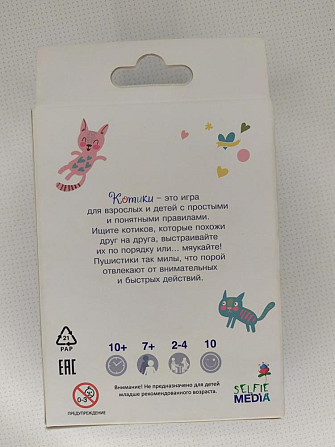 Котики – это игра
для взрослых и детей с простыми
и понятными правилами.
Ищите котиков, которые похожи
друг на друга, выстраивайте
их по порядку или... мяукайте!
Пушистики так милы, что порой
отвлекают от внимательных
и быстрых действий.
21
PAP
10+ 7+ 2-4 10
EAC
0-3
ПРЕДУПРЕЖДЕНИЕ
Внимание! Не предназначено для детей
младше рекомендованного возраста.
SELFIE
MEDIA